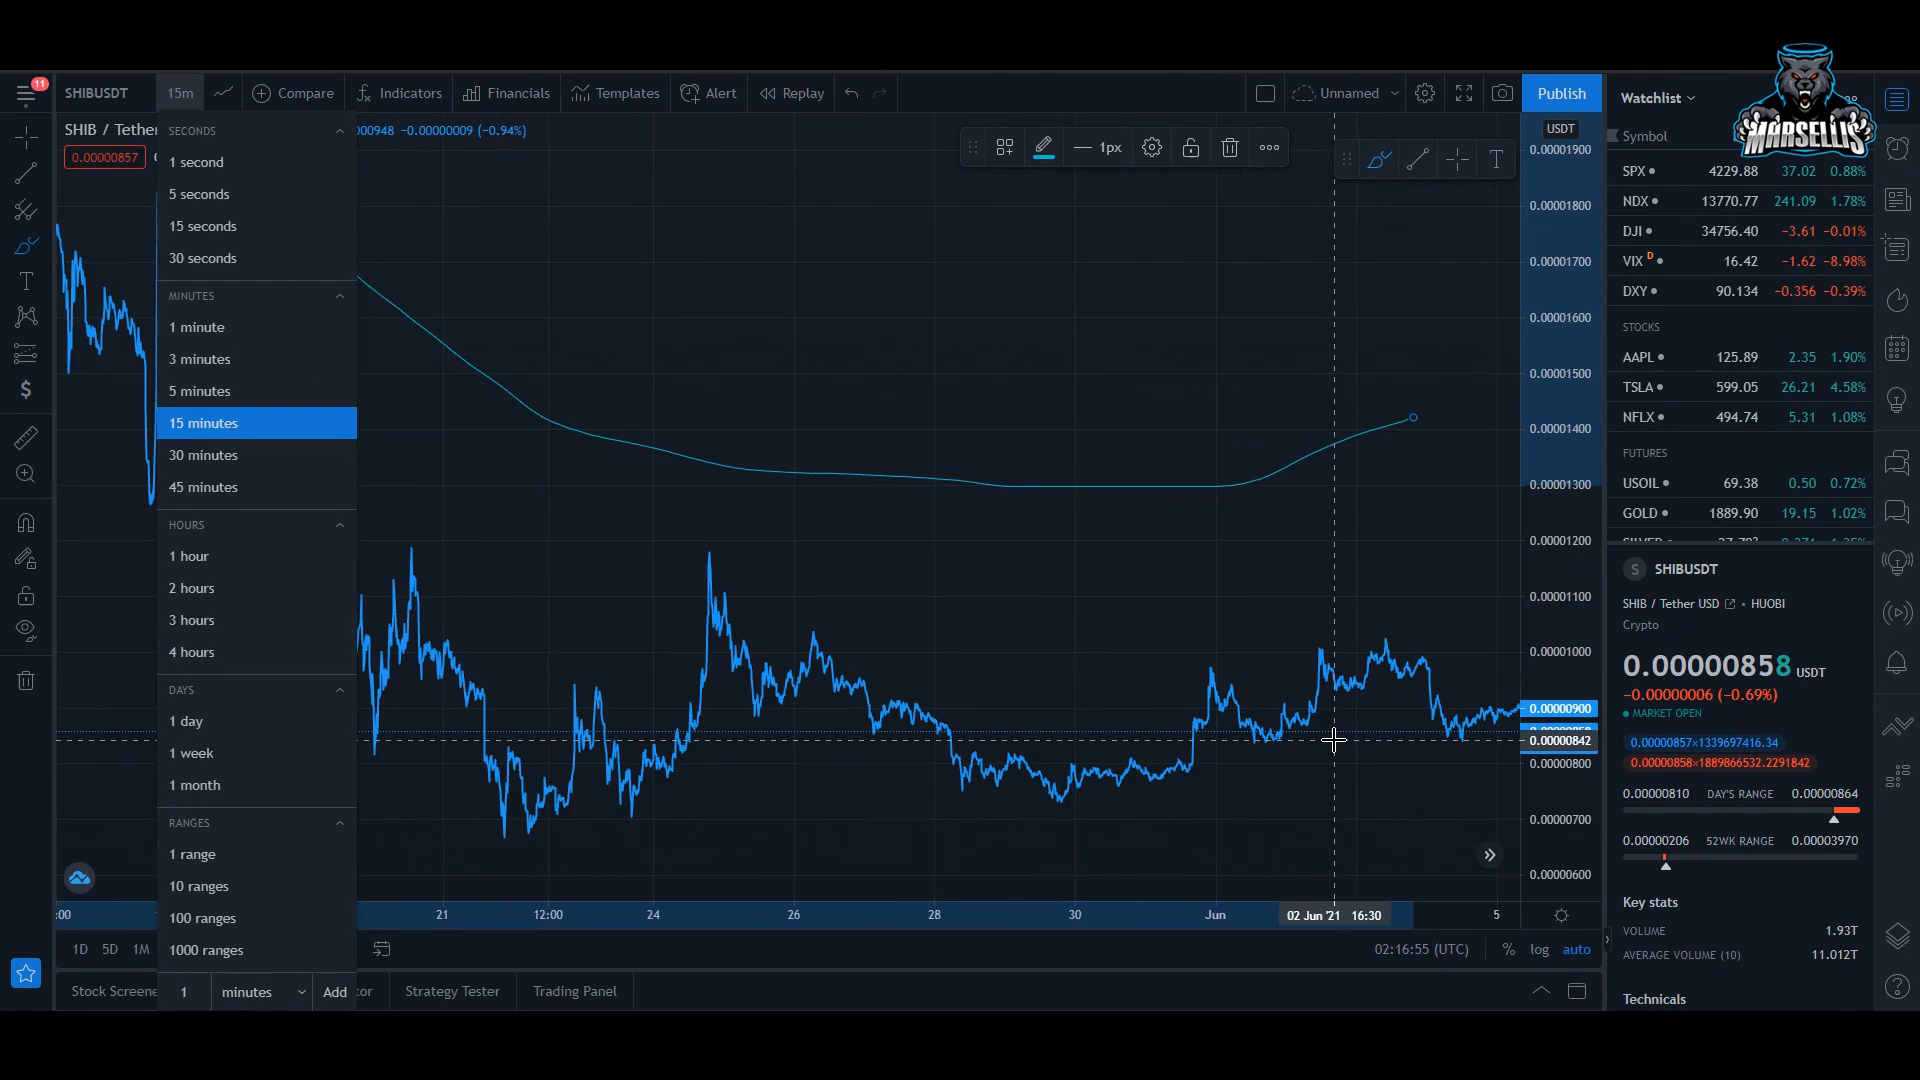 MARSELLIS
11
SHIBUSDT
15m
Compare
Indicators
Financials
Templates
Alert
Replay
Unnamed
Publish
Watchlist
SHIB / Tether
000948 −0.00000009 (−0.94%)
0.00000857
1px
T
USDT
Symbol
SECONDS
1 second
5 seconds
15 seconds
30 seconds
MINUTES
1 minute
3 minutes
5 minutes
15 minutes
30 minutes
45 minutes
HOURS
1 hour
2 hours
3 hours
4 hours
DAYS
1 day
1 week
1 month
RANGES
1 range
10 ranges
100 ranges
1000 ranges
1
minutes
Add
0.00001900
0.00001800
0.00001700
0.00001600
0.00001500
0.00001400
0.00001300
0.00001200
0.00001100
0.00001000
0.00000900
0.00000842
0.00000800
0.00000700
0.00000600
:00
21
12:00
24
26
28
30
Jun
02 Jun '21 16:30
5
1D
5D
1M
02:16:55 (UTC)
%
log
auto
Stock Screene
tor
Strategy Tester
Trading Panel
SPX 4229.88 37.02 0.88%
NDX 13770.77 241.09 1.78%
DJI 34756.40 −3.61 −0.01%
VIX D 16.42 −1.62 −8.98%
DXY 90.134 −0.356 −0.39%
STOCKS
AAPL 125.89 2.35 1.90%
TSLA 599.05 26.21 4.58%
NFLX 494.74 5.31 1.08%
FUTURES
USOIL 69.38 0.50 0.72%
GOLD 1889.90 19.15 1.02%
S SHIBUSDT
SHIB / Tether USD • HUOBI
Crypto
0.00000858 USDT
−0.00000006 (−0.69%)
MARKET OPEN
0.00000857×1339697416.34
0.00000858×1889866532.2291842
0.00000810 DAY'S RANGE 0.00000864
0.00000206 52WK RANGE 0.00003970
Key stats
VOLUME 1.93T
AVERAGE VOLUME (10) 11.012T
Technicals